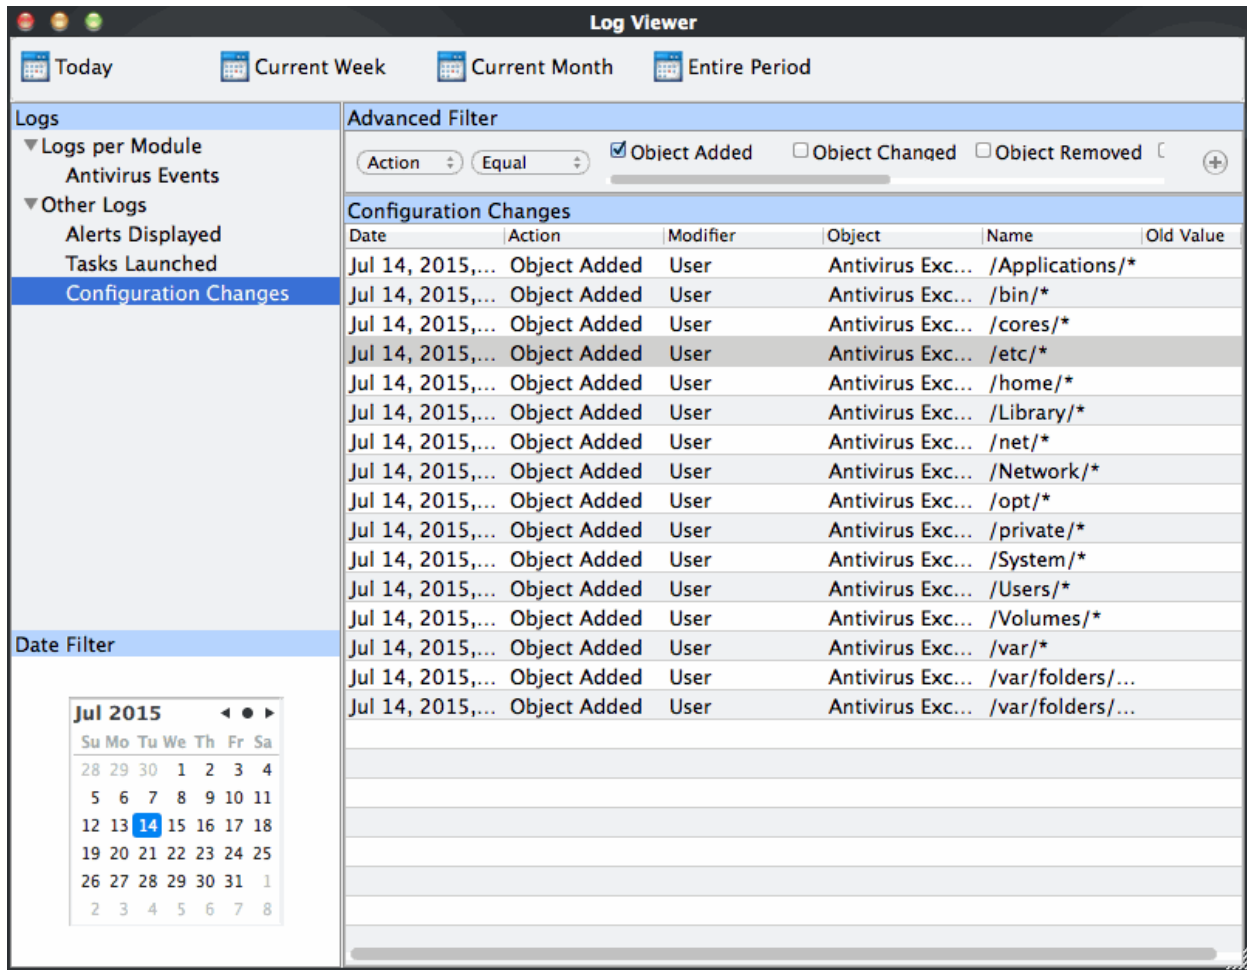 Log Viewer
Today Current Week Current Month Entire Period
Logs
Logs per Module
Antivirus Events
Other Logs
Alerts Displayed
Tasks Launched
Configuration Changes
Advanced Filter
Action Equal Object Added Object Changed Object Removed
Configuration Changes
Date Action Modifier Object Name Old Value
Jul 14, 2015,... Object Added User Antivirus Exc... /Applications/*
Jul 14, 2015,... Object Added User Antivirus Exc... /bin/*
Jul 14, 2015,... Object Added User Antivirus Exc... /cores/*
Jul 14, 2015,... Object Added User Antivirus Exc... /etc/*
Jul 14, 2015,... Object Added User Antivirus Exc... /home/*
Jul 14, 2015,... Object Added User Antivirus Exc... /Library/*
Jul 14, 2015,... Object Added User Antivirus Exc... /net/*
Jul 14, 2015,... Object Added User Antivirus Exc... /Network/*
Jul 14, 2015,... Object Added User Antivirus Exc... /opt/*
Jul 14, 2015,... Object Added User Antivirus Exc... /private/*
Jul 14, 2015,... Object Added User Antivirus Exc... /System/*
Jul 14, 2015,... Object Added User Antivirus Exc... /Users/*
Jul 14, 2015,... Object Added User Antivirus Exc... /Volumes/*
Jul 14, 2015,... Object Added User Antivirus Exc... /var/*
Jul 14, 2015,... Object Added User Antivirus Exc... /var/folders/...
Jul 14, 2015,... Object Added User Antivirus Exc... /var/folders/...
Date Filter
Jul 2015
Su Mo Tu We Th Fr Sa
28 29 30 1 2 3 4
5 6 7 8 9 10 11
12 13 14 15 16 17 18
19 20 21 22 23 24 25
26 27 28 29 30 31 1
2 3 4 5 6 7 8